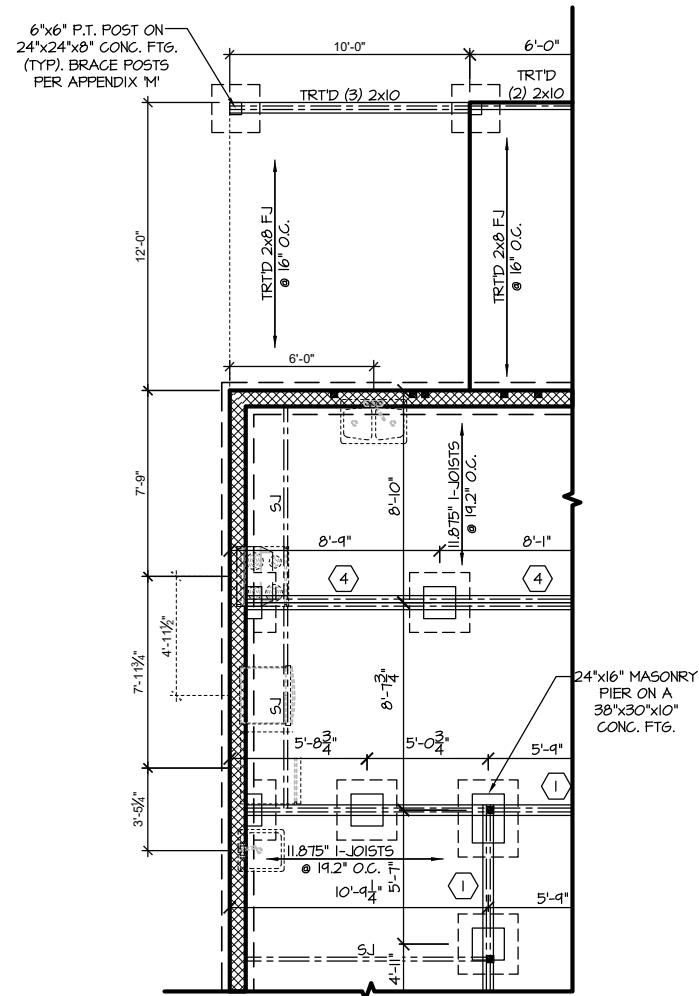 6"x6" P.T. POST ON
24"x24"x8" CONC. FTG.
(TYP). BRACE POSTS
PER APPENDIX 'M'
10'-0"
6'-0"
TRT'D (3) 2x10
TRT'D
(2) 2x10
12'-0"
TRT'D 2x8 FJ
@ 16" O.C.
TRT'D 2x8 FJ
@ 16" O.C.
6'-0"
7'-9"
SJ
8'-10"
11.875" I-JOISTS
@ 19.2" O.C.
8'-9"
8'-1"
4
4
4'-11½"
7'-11¾"
SJ
8'-7¾"
24"x16" MASONRY
PIER ON A
38"x30"x10"
CONC. FTG.
5'-8¾"
5'-0¾"
5'-9"
1
3'-5¼"
11.875" I-JOISTS
@ 19.2" O.C.
5'-7"
1
10'-9¼"
5'-9"
SJ
4'-11"